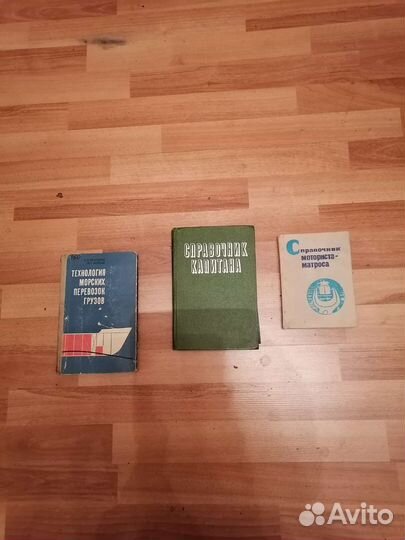 ТЕХНОЛОГИЯ
МОРСКИХ
ПЕРЕВОЗОК
ГРУЗОВ
СПРАВОЧНИК
КАПИТАНА
Справочник
моториста-
матроса
Avito